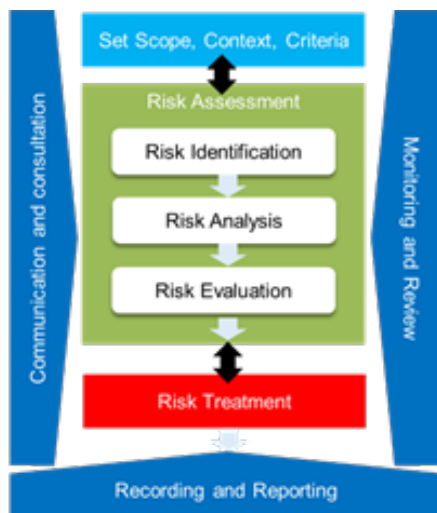 Set Scope, Context, Criteria
Communication and consultation
Risk Assessment
Risk Identification
Risk Analysis
Risk Evaluation
Monitoring and Review
Risk Treatment
Recording and Reporting